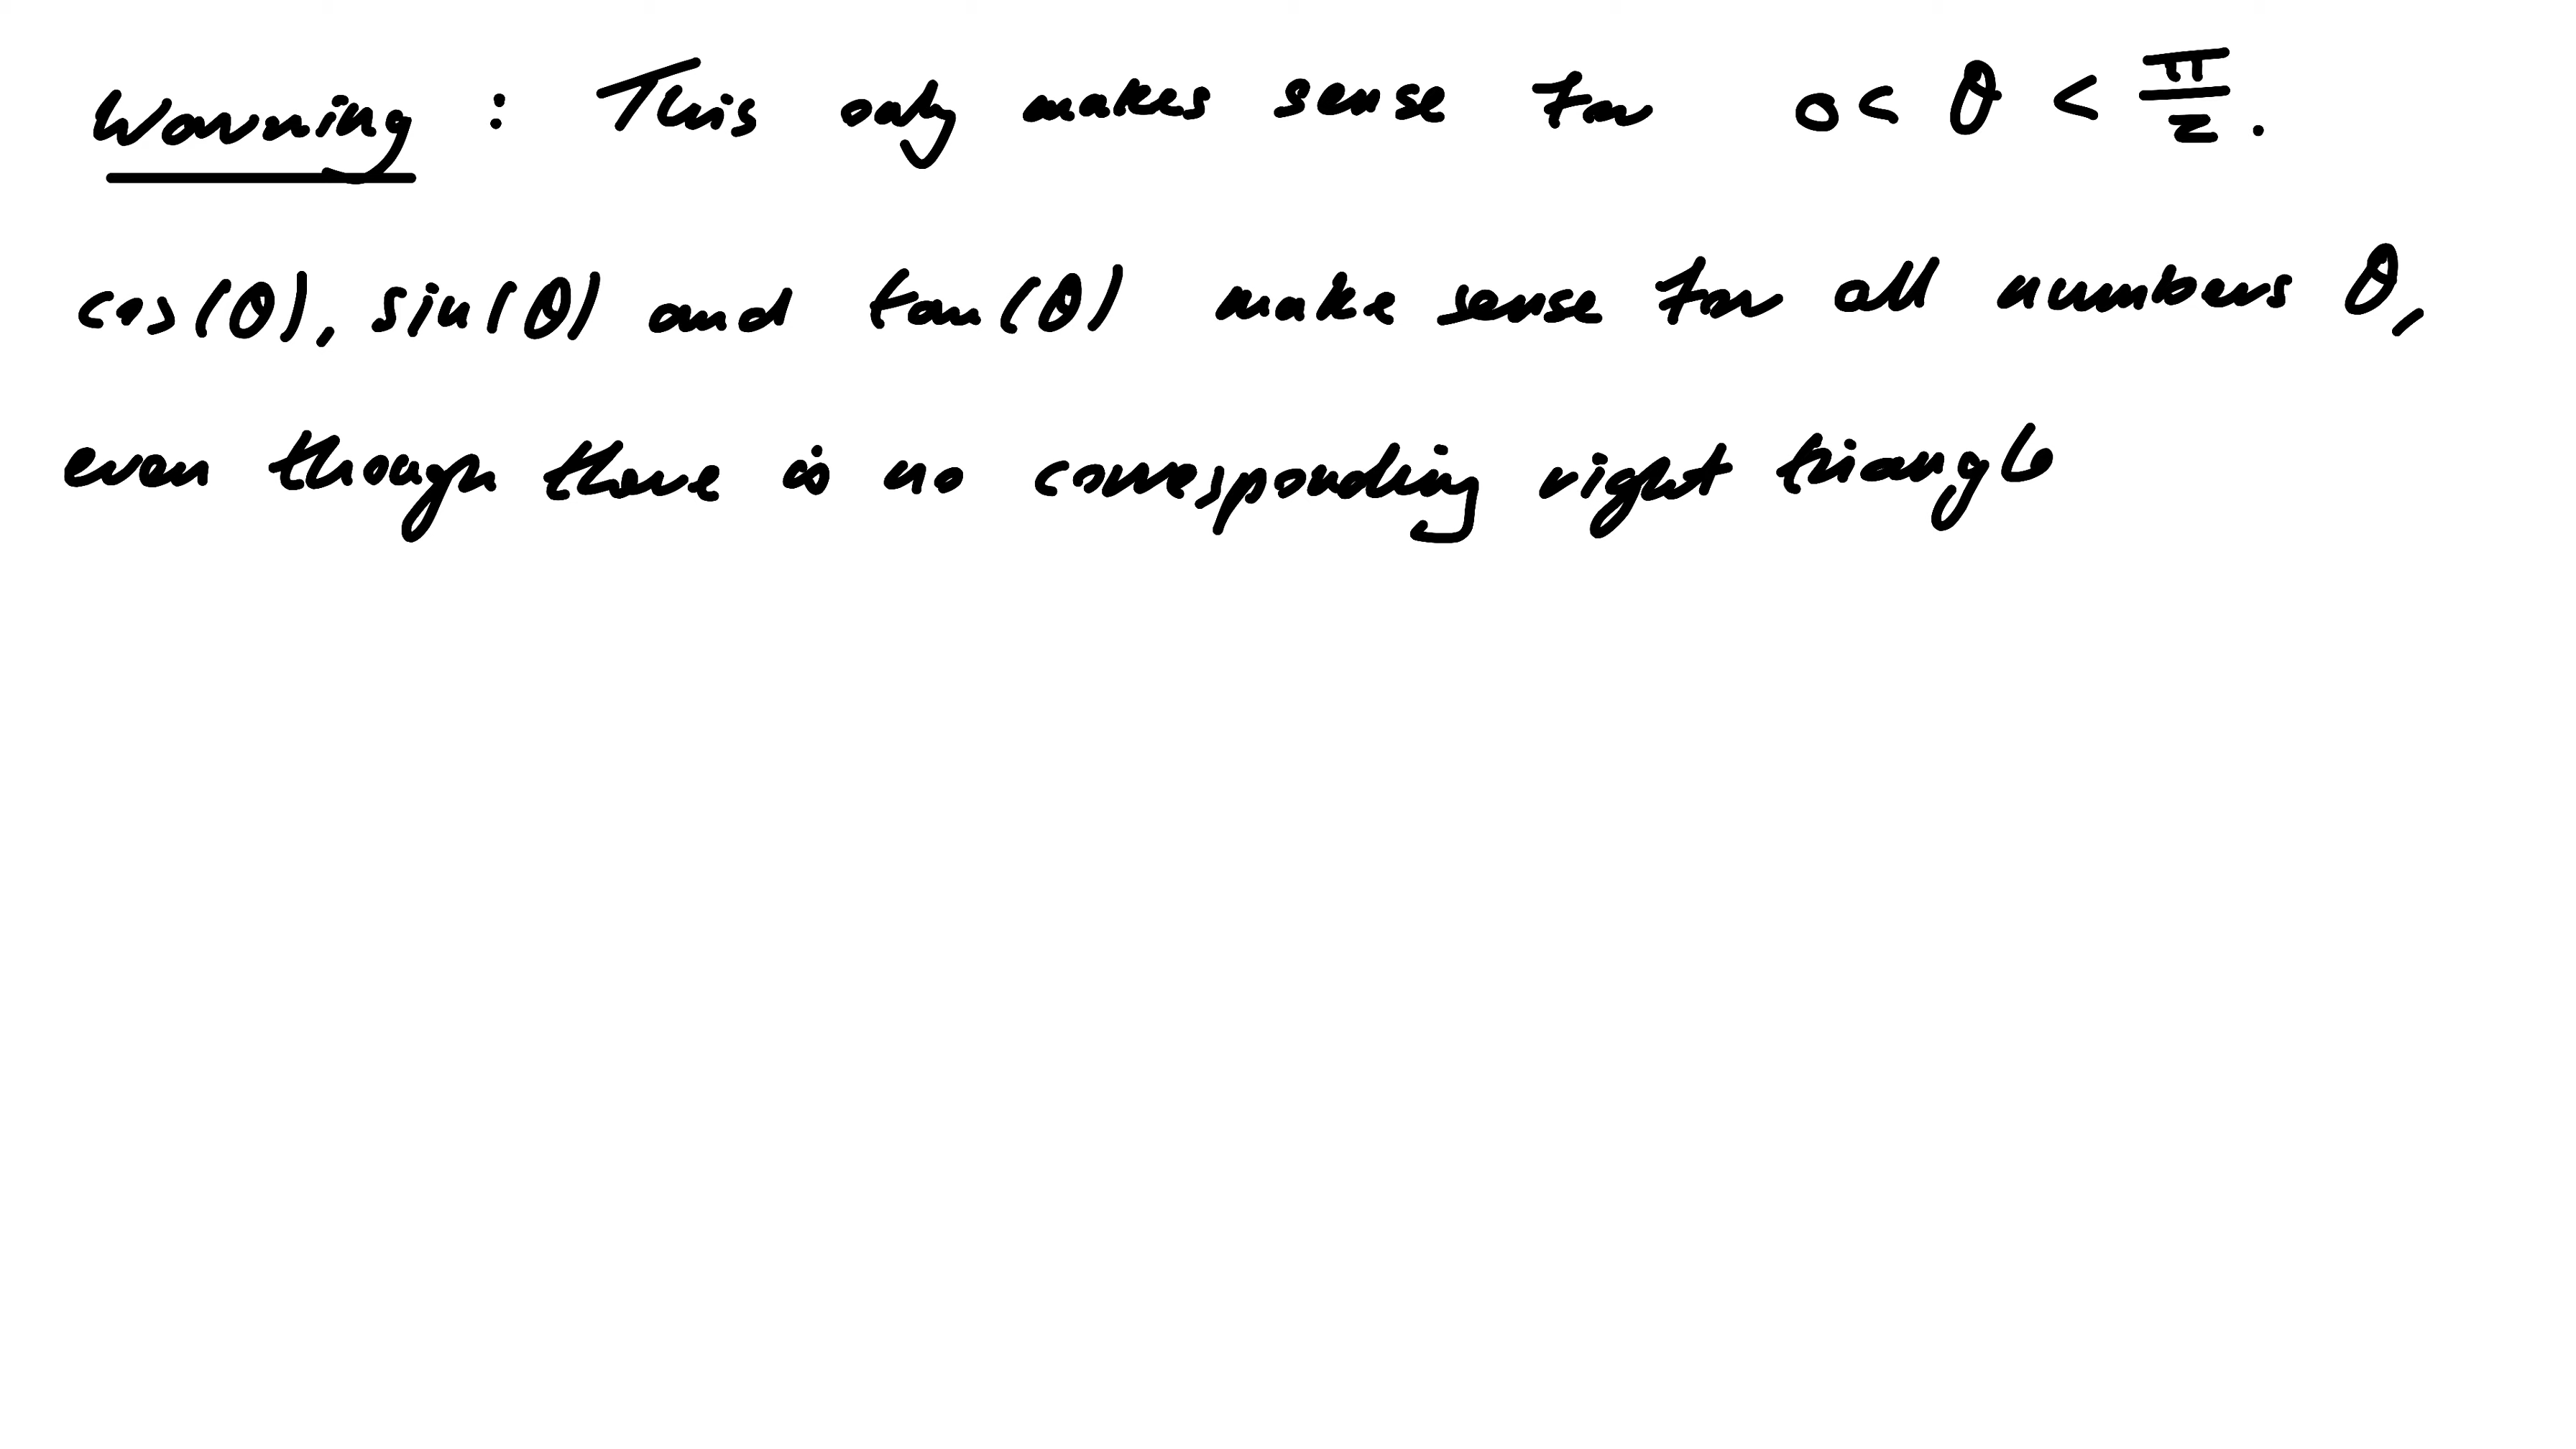 Warning : This only makes sense for 0 < θ < π/2.
cos(θ), sin(θ) and tan(θ) make sense for all numbers θ,
even though there is no corresponding right triangle